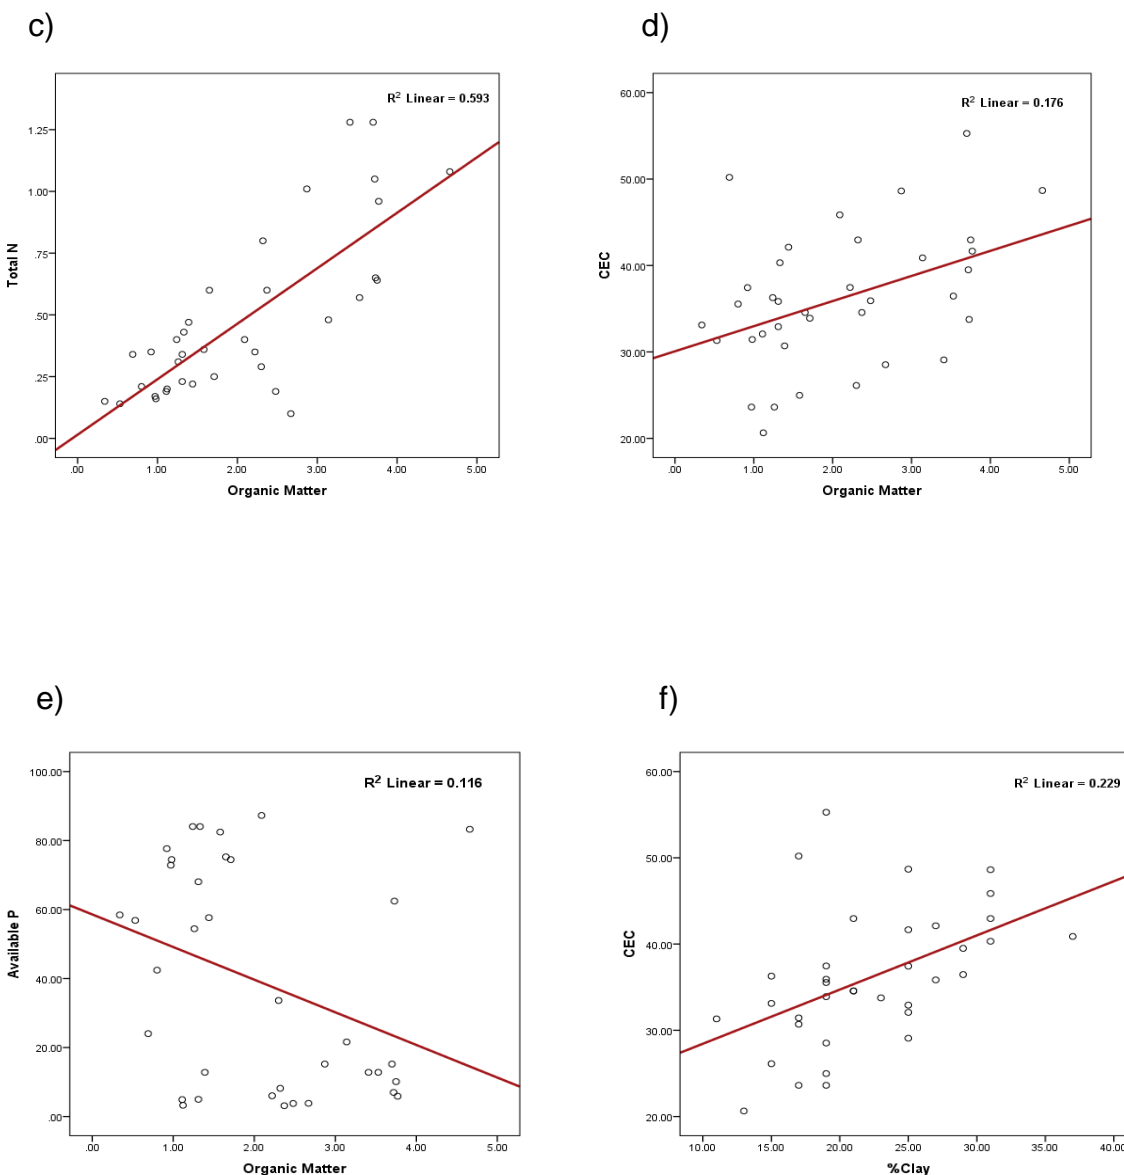 c)
R² Linear = 0.593
1.25
1.00
.75
.50
.25
.00
Total N
.00 1.00 2.00 3.00 4.00 5.00
Organic Matter
d)
R² Linear = 0.176
60.00
50.00
40.00
30.00
20.00
CEC
.00 1.00 2.00 3.00 4.00 5.00
Organic Matter
e)
R² Linear = 0.116
100.00
80.00
60.00
40.00
20.00
.00
Available P
.00 1.00 2.00 3.00 4.00 5.00
Organic Matter
f)
R² Linear = 0.229
60.00
50.00
40.00
30.00
20.00
CEC
10.00 15.00 20.00 25.00 30.00 35.00 40.00
%Clay